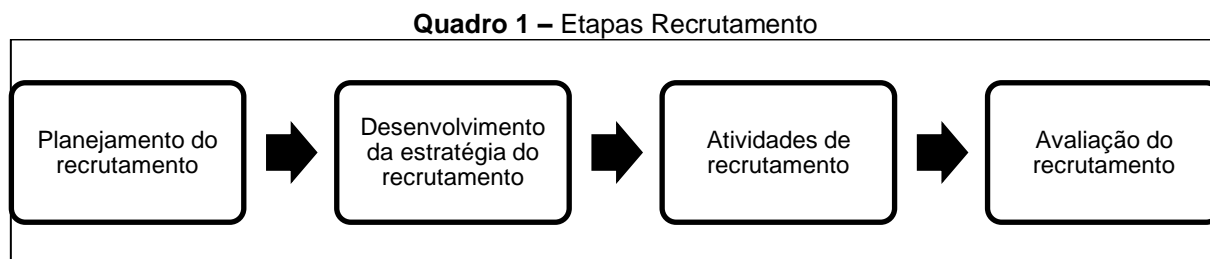 Quadro 1 – Etapas Recrutamento
Planejamento do
recrutamento
Desenvolvimento
da estratégia do
recrutamento
Atividades de
recrutamento
Avaliação do
recrutamento